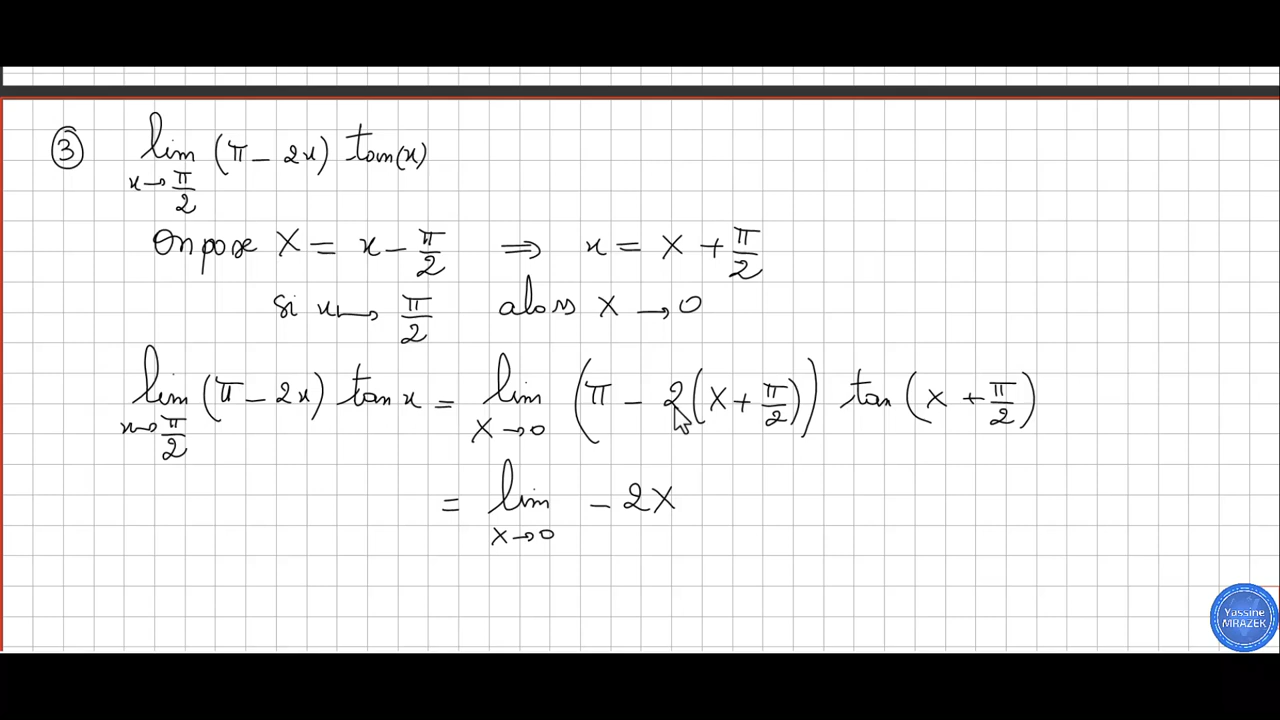 ③ lim (π − 2x) tan(x)
x → π/2
On pose X = x − π/2 ⟹ x = X + π/2
si x → π/2 alors X → 0
lim (π − 2x) tan x = lim (π − 2(X + π/2)) tan (X + π/2)
x → π/2 X → 0
= lim − 2X
X → 0
Yassine
MRAZEK